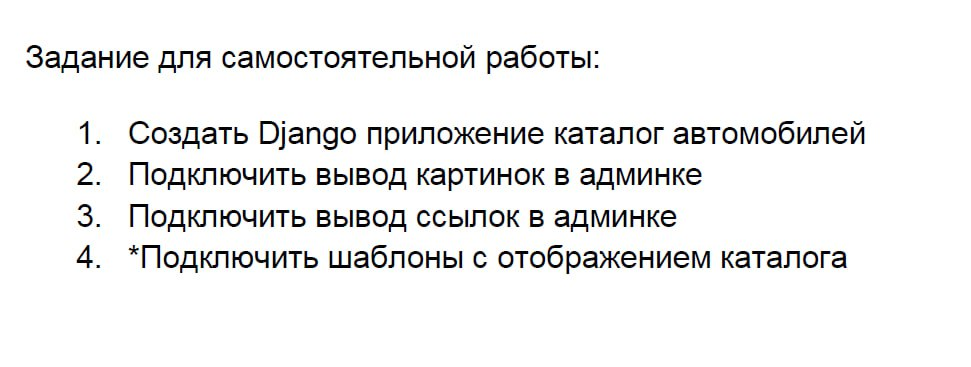 Задание для самостоятельной работы:
1. Создать Django приложение каталог автомобилей
2. Подключить вывод картинок в админке
3. Подключить вывод ссылок в админке
4. *Подключить шаблоны с отображением каталога